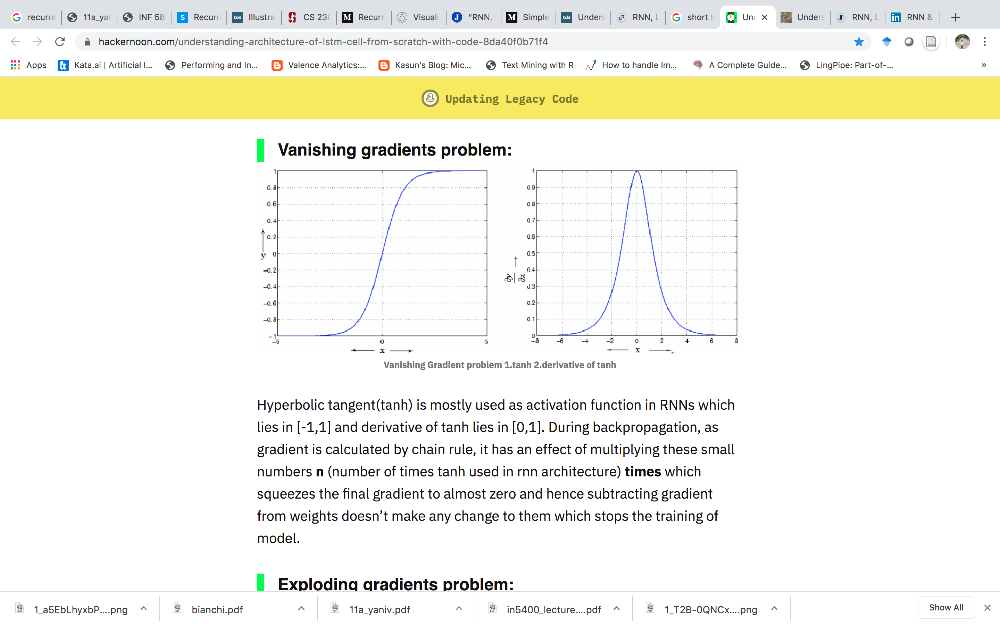 recurre 11a_yar INF 58 Recurr Illustra CS 230 Recurr Visuali “RNN, Simple Unders RNN, L short t Und Unders RNN, L RNN &
hackernoon.com/understanding-architecture-of-lstm-cell-from-scratch-with-code-8da40f0b71f4
Apps Kata.ai | Artificial I... Performing and In... Valence Analytics:... Kasun's Blog: Mic... Text Mining with R How to handle Im... A Complete Guide... LingPipe: Part-of-... »
Updating Legacy Code
Vanishing gradients problem:
1
0.8
0.6
0.4
0.2
y 0
-0.2
-0.4
-0.6
-0.8
-1
-5 0 5
x
1
0.9
0.8
0.7
0.6
0.5
0.4
0.3
0.2
0.1
0
∂y
∂x
-8 -6 -4 -2 0 2 4 6 8
x
Vanishing Gradient problem 1.tanh 2.derivative of tanh
Hyperbolic tangent(tanh) is mostly used as activation function in RNNs which
lies in [-1,1] and derivative of tanh lies in [0,1]. During backpropagation, as
gradient is calculated by chain rule, it has an effect of multiplying these small
numbers n (number of times tanh used in rnn architecture) times which
squeezes the final gradient to almost zero and hence subtracting gradient
from weights doesn’t make any change to them which stops the training of
model.
Exploding gradients problem:
1_a5EbLhyxbP....png bianchi.pdf 11a_yaniv.pdf in5400_lecture....pdf 1_T2B-0QNCx....png Show All